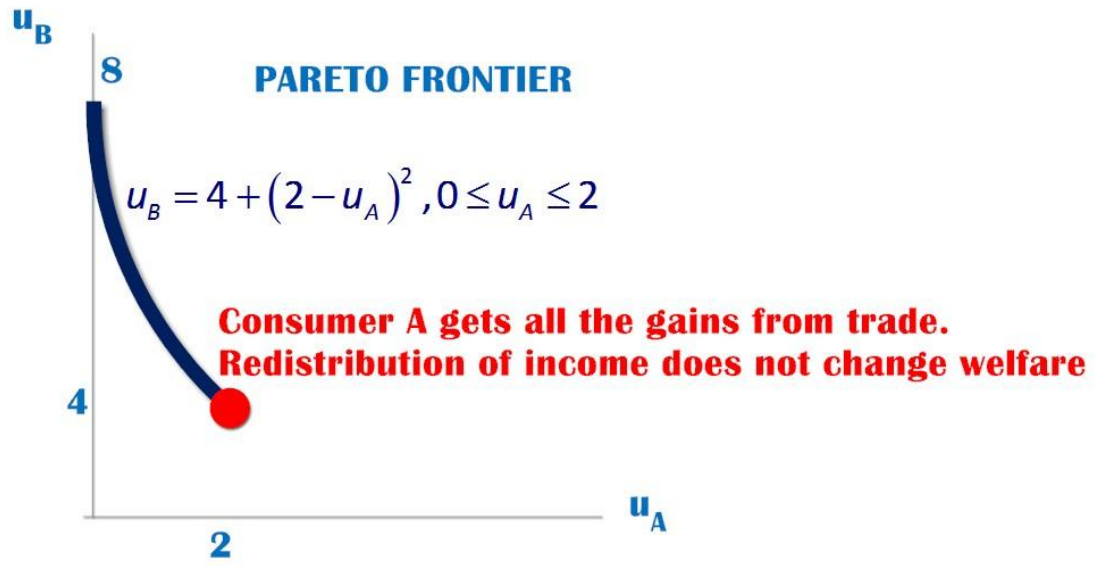 u_B
8
PARETO FRONTIER
u_B = 4 + (2 − u_A)^2 , 0 ≤ u_A ≤ 2
Consumer A gets all the gains from trade.
Redistribution of income does not change welfare
4
u_A
2